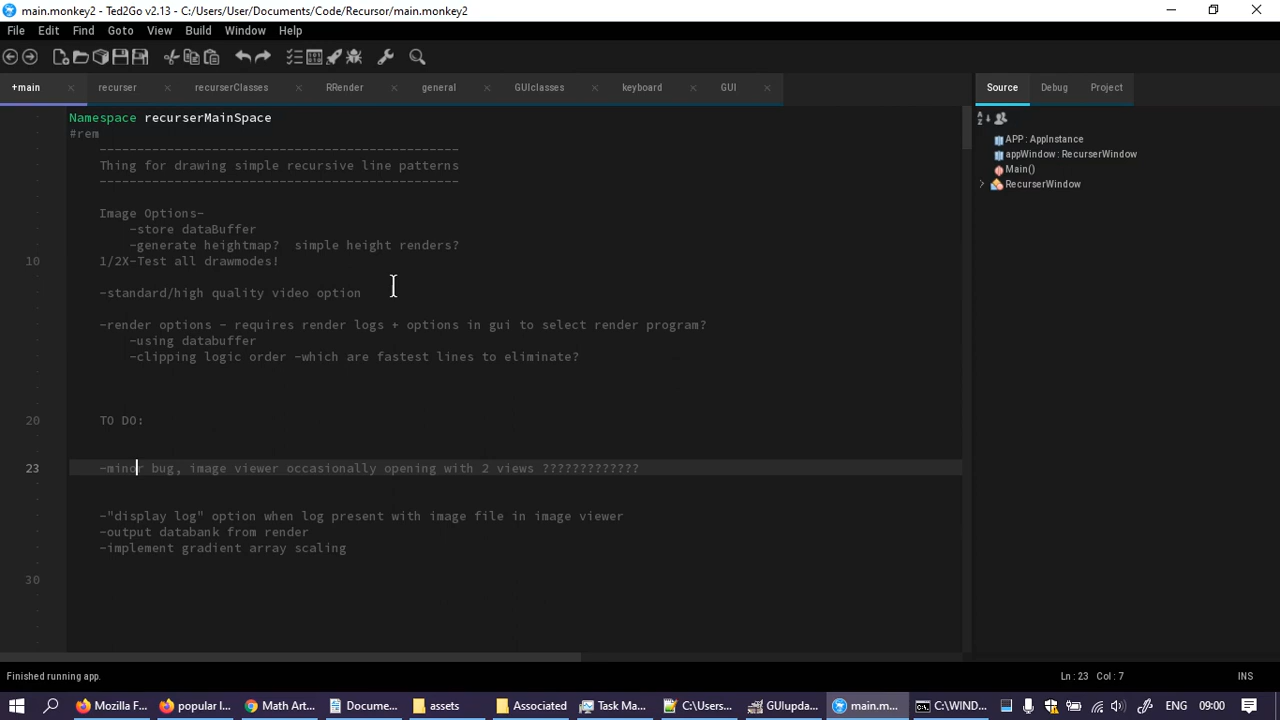 main.monkey2 - Ted2Go v2.13 - C:/Users/User/Documents/Code/Recursor/main.monkey2
File Edit Find Goto View Build Window Help
+main recurser recurserClasses RRender general GUIclasses keyboard GUI Source Debug Project
Namespace recurserMainSpace
#rem
---------------------------------------------
Thing for drawing simple recursive line patterns
---------------------------------------------
APP : AppInstance
appWindow : RecurserWindow
Main()
RecurserWindow
Image Options-
-store dataBuffer
-generate heightmap?  simple height renders?
10 1/2X-Test all drawmodes!
-standard/high quality video option
-render options - requires render logs + options in gui to select render program?
-using databuffer
-clipping logic order -which are fastest lines to eliminate?
20 TO DO:
23 -minor bug, image viewer occasionally opening with 2 views ?????????????
-"display log" option when log present with image file in image viewer
-output databank from render
-implement gradient array scaling
30
Finished running app. Ln : 23 Col : 7 INS
Mozilla F... popular l... Math Art... Docume... assets Associated Task Ma... C:\Users... GUIupda... main.m... C:\WIND... 09:00